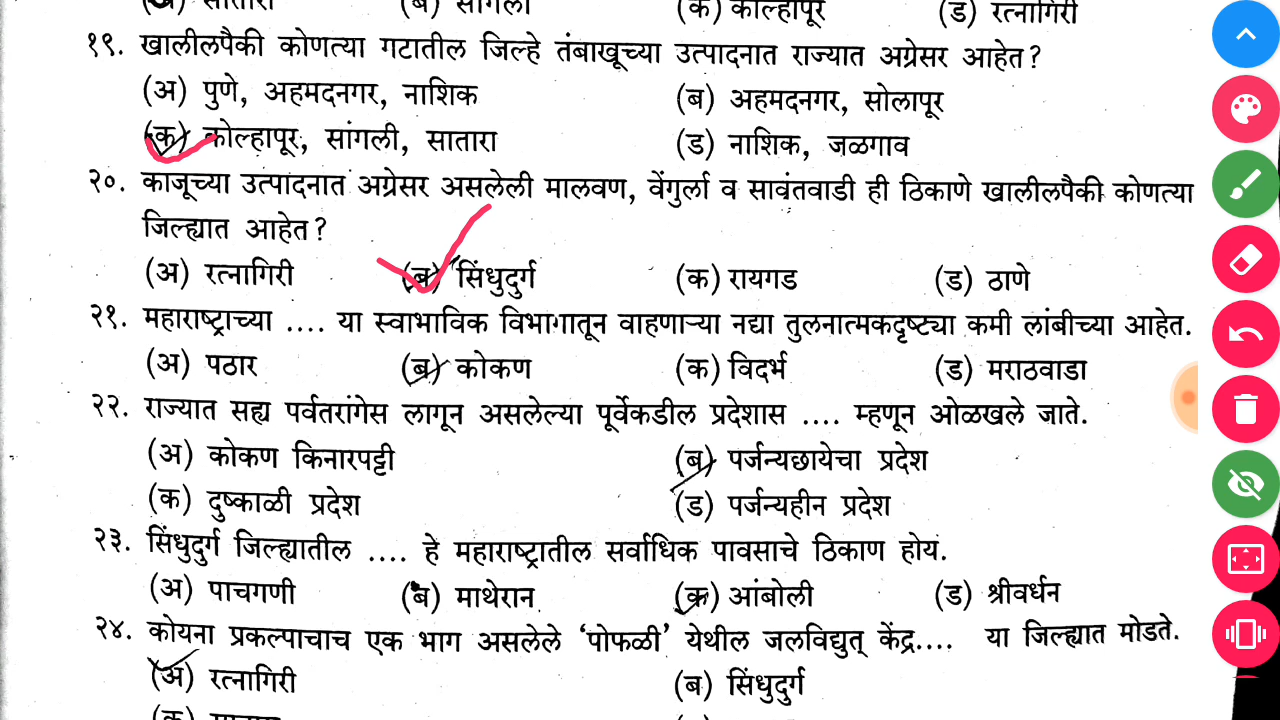 (अ) सातारा (ब) सांगली (क) कोल्हापूर (ड) रत्नागिरी
१९. खालीलपैकी कोणत्या गटातील जिल्हे तंबाखूच्या उत्पादनात राज्यात अग्रेसर आहेत?
(अ) पुणे, अहमदनगर, नाशिक (ब) अहमदनगर, सोलापूर
(क) कोल्हापूर, सांगली, सातारा (ड) नाशिक, जळगाव
२०. काजूच्या उत्पादनात अग्रेसर असलेली मालवण, वेंगुर्ला व सावंतवाडी ही ठिकाणे खालीलपैकी कोणत्या
जिल्ह्यात आहेत?
(अ) रत्नागिरी (ब) सिंधुदुर्ग (क) रायगड (ड) ठाणे
२१. महाराष्ट्राच्या .... या स्वाभाविक विभागातून वाहणाऱ्या नद्या तुलनात्मकदृष्ट्या कमी लांबीच्या आहेत.
(अ) पठार (ब) कोकण (क) विदर्भ (ड) मराठवाडा
२२. राज्यात सह्य पर्वतरांगेस लागून असलेल्या पूर्वेकडील प्रदेशास .... म्हणून ओळखले जाते.
(अ) कोकण किनारपट्टी (ब) पर्जन्यछायेचा प्रदेश
(क) दुष्काळी प्रदेश (ड) पर्जन्यहीन प्रदेश
२३. सिंधुदुर्ग जिल्ह्यातील .... हे महाराष्ट्रातील सर्वाधिक पावसाचे ठिकाण होय.
(अ) पाचगणी (ब) माथेरान (क) आंबोली (ड) श्रीवर्धन
२४. कोयना प्रकल्पाचाच एक भाग असलेले ‘पोफळी’ येथील जलविद्युत् केंद्र.... या जिल्ह्यात मोडते.
(अ) रत्नागिरी (ब) सिंधुदुर्ग